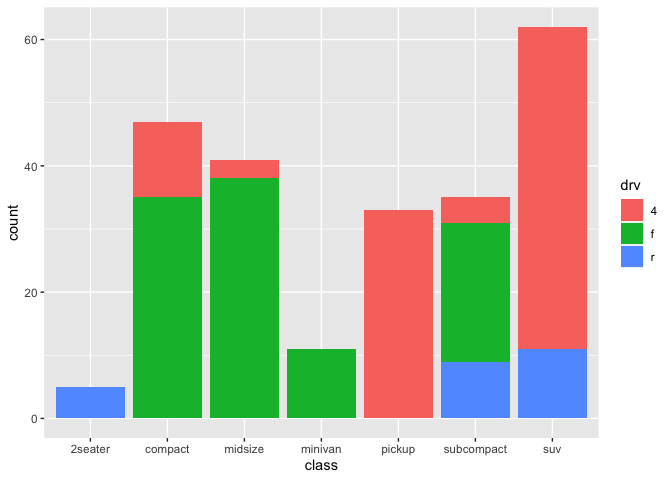 60
40
20
0
count
2seater compact midsize minivan pickup subcompact suv
class
drv
4
f
r